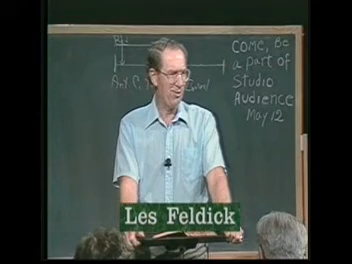 COME, BE
a part of
Studio
Audience
May 12
Les Feldick